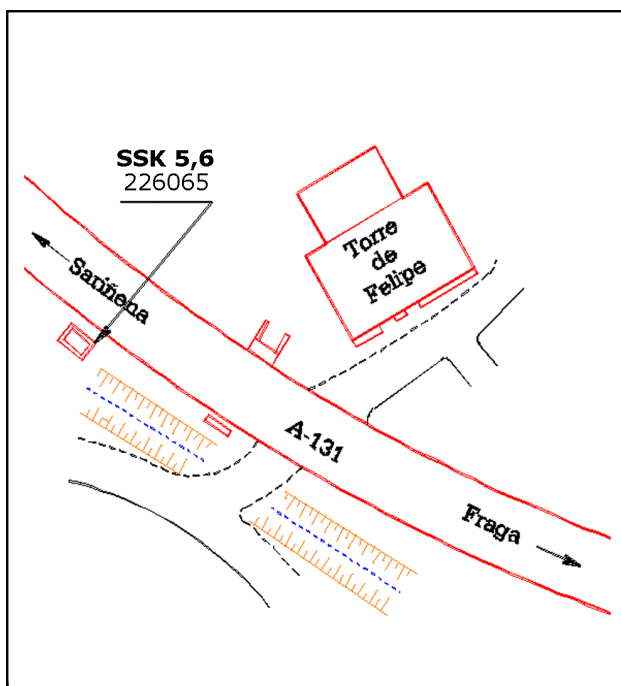 SSK 5,6
226065
Sariñena
Torre
de
Felipe
A-131
Fraga